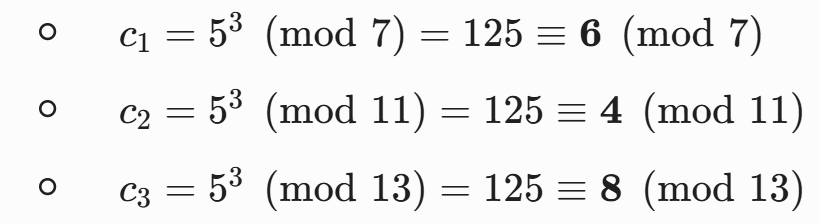 ○ c₁ = 5³ (mod 7) = 125 ≡ 6 (mod 7)
○ c₂ = 5³ (mod 11) = 125 ≡ 4 (mod 11)
○ c₃ = 5³ (mod 13) = 125 ≡ 8 (mod 13)